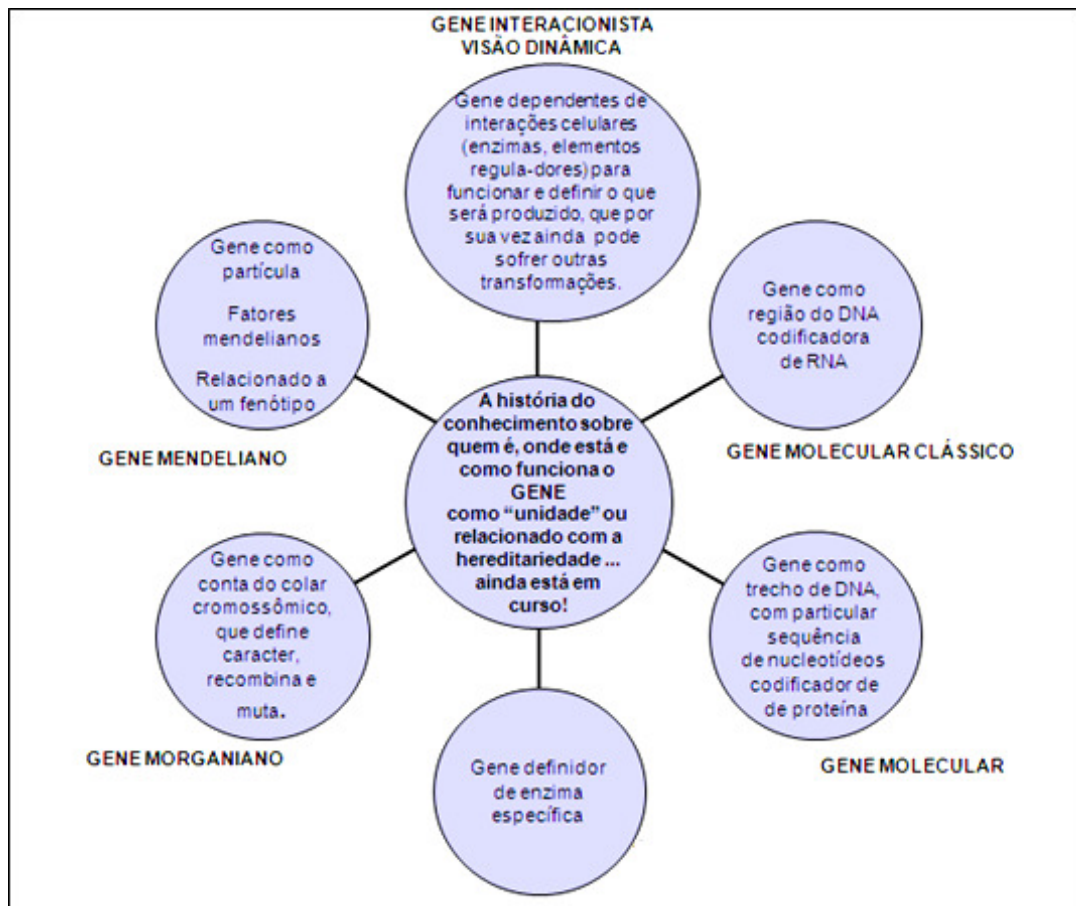 GENE INTERACIONISTA
VISÃO DINÂMICA
Gene dependentes de
interações celulares
(enzimas, elementos
regula-dores) para
funcionar e definir o que
será produzido, que por
sua vez ainda pode
sofrer outras
transformações.
Gene como
partícula
Fatores
mendelianos
Relacionado a
um fenótipo
GENE MENDELIANO
Gene como
região do DNA
codificadora
de RNA
GENE MOLECULAR CLÁSSICO
A história do
conhecimento sobre
quem é, onde está e
como funciona o
GENE
como “unidade” ou
relacionado com a
hereditariedade ...
ainda está em
curso!
Gene como
conta do colar
cromossômico,
que define
caracter,
recombina e
muta.
GENE MORGANIANO
Gene como
trecho de DNA,
com particular
sequência
de nucleotídeos
codificador de
de proteína
GENE MOLECULAR
Gene definidor
de enzima
específica